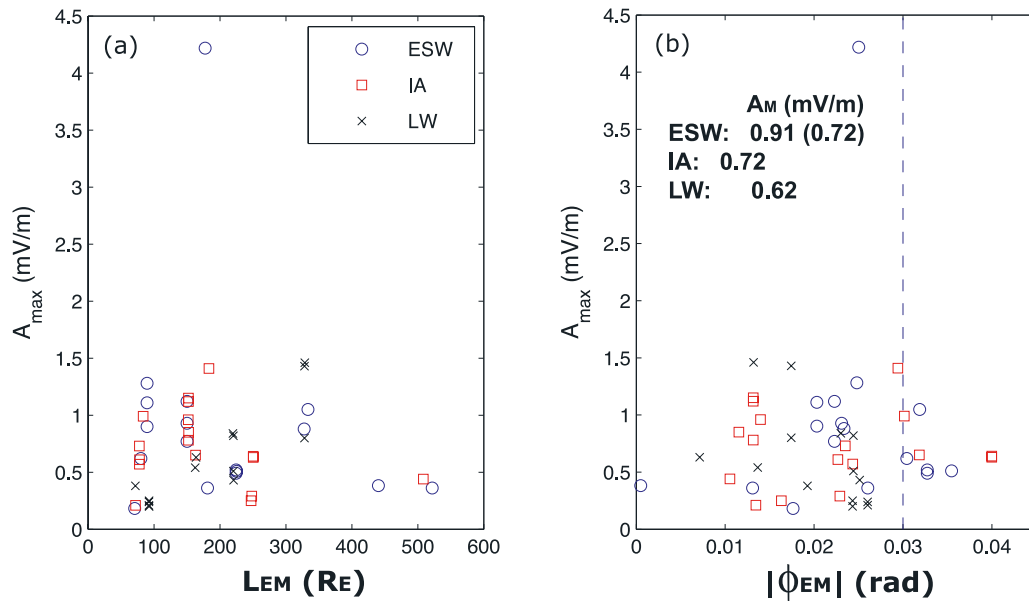 (a)
ESW
IA
LW
4.5
4
3.5
3
2.5
2
1.5
1
0.5
0
A_max (mV/m)
0 100 200 300 400 500 600
LEM (RE)
(b)
AM (mV/m)
ESW: 0.91 (0.72)
IA: 0.72
LW: 0.62
4.5
4
3.5
3
2.5
2
1.5
1
0.5
0
A_max (mV/m)
0 0.01 0.02 0.03 0.04
|ϕEM| (rad)